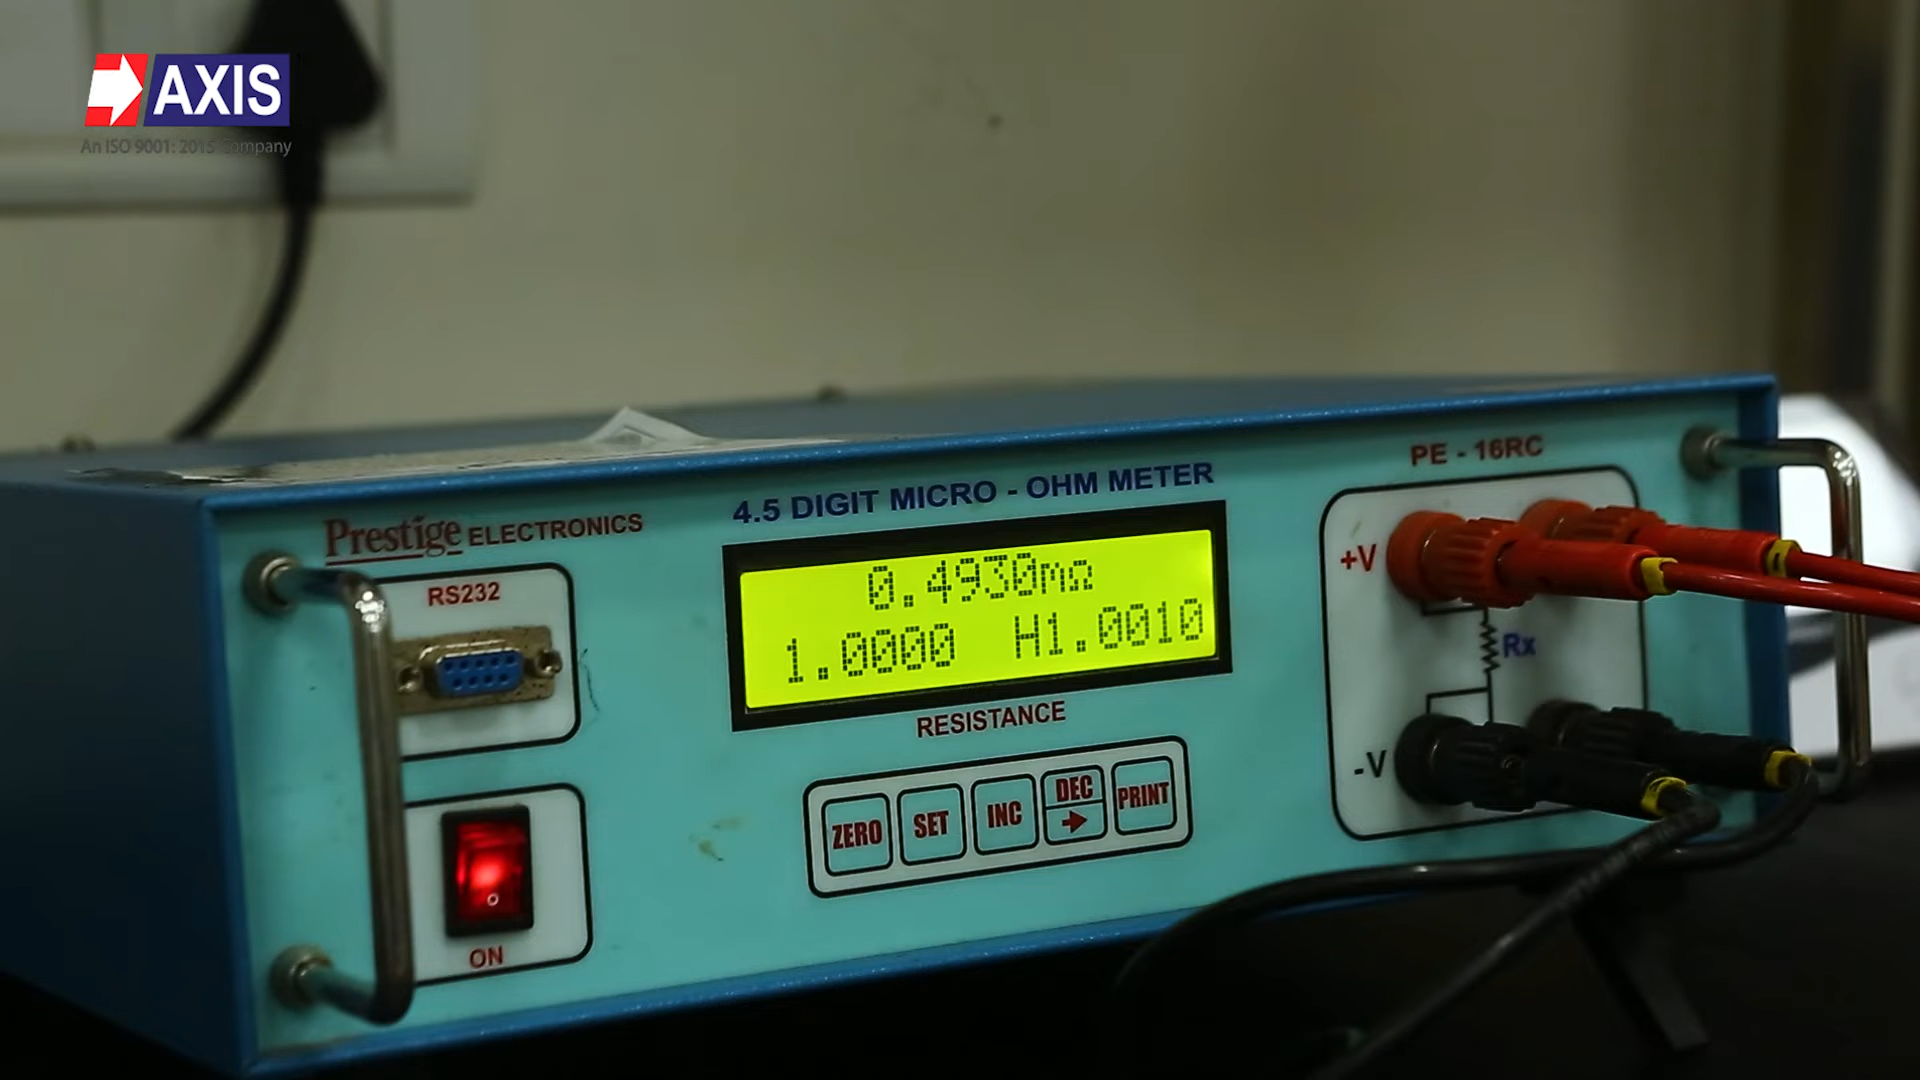 AXIS
An ISO 9001: 2015 Company
PE - 16RC
4.5 DIGIT MICRO - OHM METER
Prestige ELECTRONICS
RS232
0.4930mΩ
1.0000 H1.0010
+V
Rx
-V
RESISTANCE
ZERO SET INC DEC PRINT
ON